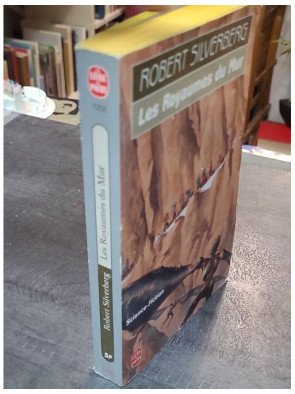 ROBERT SILVERBERG
Les Royaumes du Mur
Science-Fiction
Les Royaumes du Mur
Robert Silverberg
SF